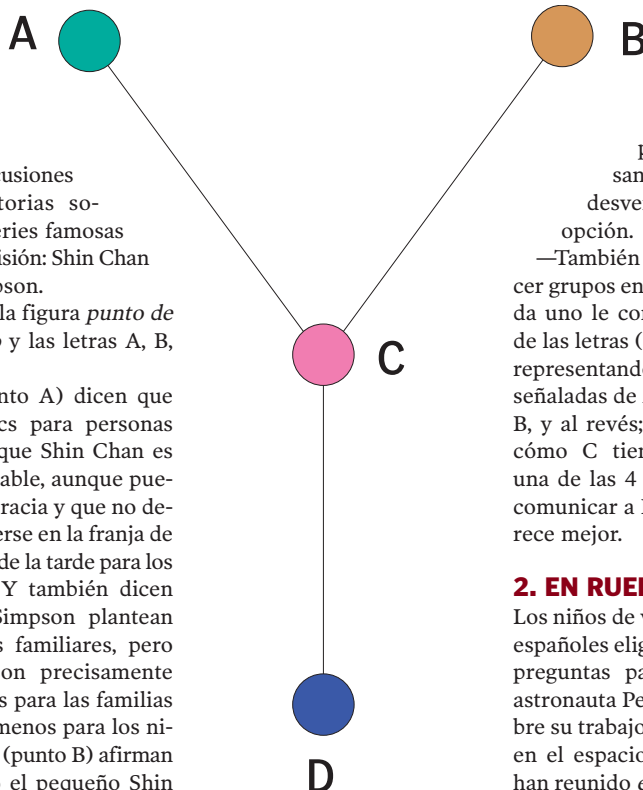 A
B
cusiones
torias so-
eries famosas
isión: Shin Chan
pson.
la figura punto de
y las letras A, B,
nto A) dicen que
cs para personas
que Shin Chan es
able, aunque pue-
racia y que no de-
erse en la franja de
de la tarde para los
Y también dicen
Simpson plantean
s familiares, pero
on precisamente
s para las familias
menos para los ni-
(punto B) afirman
el pequeño Shin
C
D
p
san
desve
opción.
—También
cer grupos en
da uno le co
de las letras (
representand
señaladas de
B, y al revés;
cómo C tie
una de las 4
comunicar a
rece mejor.
2. EN RUE
Los niños de v
españoles elig
preguntas pa
astronauta Pe
bre su trabajo
en el espacio
han reunido e